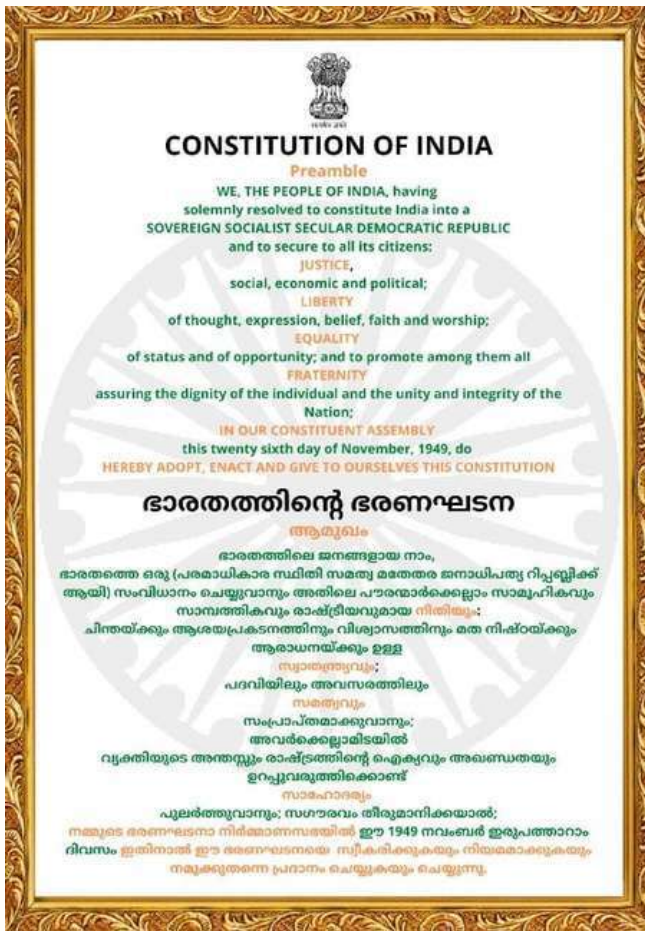 सत्यमेव जयते
CONSTITUTION OF INDIA
Preamble
WE, THE PEOPLE OF INDIA, having
solemnly resolved to constitute India into a
SOVEREIGN SOCIALIST SECULAR DEMOCRATIC REPUBLIC
and to secure to all its citizens:
JUSTICE,
social, economic and political;
LIBERTY
of thought, expression, belief, faith and worship;
EQUALITY
of status and of opportunity; and to promote among them all
FRATERNITY
assuring the dignity of the individual and the unity and integrity of the
Nation;
IN OUR CONSTITUENT ASSEMBLY
this twenty sixth day of November, 1949, do
HEREBY ADOPT, ENACT AND GIVE TO OURSELVES THIS CONSTITUTION
ഭാരതത്തിന്റെ ഭരണഘടന
ആമുഖം
ഭാരതത്തിലെ ജനങ്ങളായ നാം,
ഭാരതത്തെ ഒരു (പരമാധികാര സ്ഥിതി സമത്വ മതേതര ജനാധിപത്യ റിപ്പബ്ലിക്ക്
ആയി) സംവിധാനം ചെയ്യുവാനും അതിലെ പൗരന്മാർക്കെല്ലാം സാമൂഹികവും
സാമ്പത്തികവും രാഷ്ട്രീയവുമായ നീതിയും;
ചിന്തയ്ക്കും ആശയപ്രകടനത്തിനും വിശ്വാസത്തിനും മത നിഷ്ഠയ്ക്കും
ആരാധനയ്ക്കും ഉള്ള
സ്വാതന്ത്ര്യവും;
പദവിയിലും അവസരത്തിലും
സമത്വവും
സംപ്രാപ്തമാക്കുവാനും;
അവർക്കെല്ലാമിടയിൽ
വ്യക്തിയുടെ അന്തസ്സും രാഷ്ട്രത്തിന്റെ ഐക്യവും അഖണ്ഡതയും
ഉറപ്പുവരുത്തിക്കൊണ്ട്
സാഹോദര്യം
പുലർത്തുവാനും; സഗൗരവം തീരുമാനിക്കയാൽ;
നമ്മുടെ ഭരണഘടനാ നിർമ്മാണസഭയിൽ ഈ 1949 നവംബർ ഇരുപത്താറാം
ദിവസം ഇതിനാൽ ഈ ഭരണഘടനയെ സ്വീകരിക്കുകയും നിയമമാക്കുകയും
നമുക്കുതന്നെ പ്രദാനം ചെയ്യുകയും ചെയ്യുന്നു.